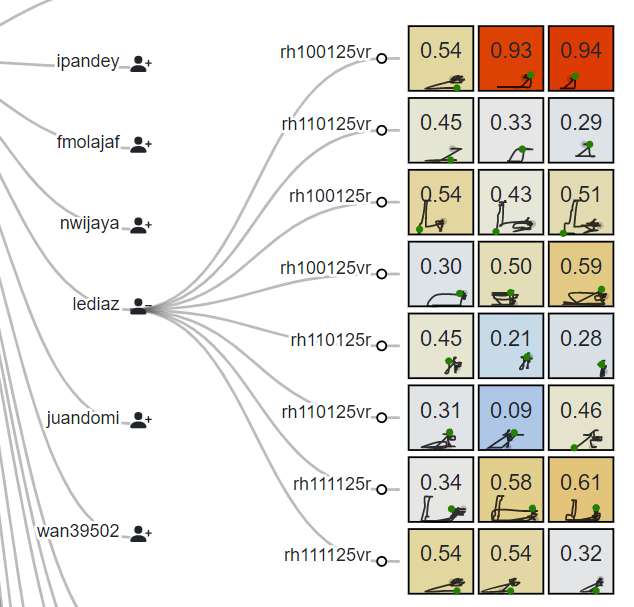 rh100125vr 0.54 0.93 0.94
ipandey
rh110125vr 0.45 0.33 0.29
fmolajaf
rh100125r 0.54 0.43 0.51
nwijaya
rh100125vr 0.30 0.50 0.59
lediaz
rh110125r 0.45 0.21 0.28
rh110125vr 0.31 0.09 0.46
juandomi
rh111125r 0.34 0.58 0.61
wan39502
rh111125vr 0.54 0.54 0.32